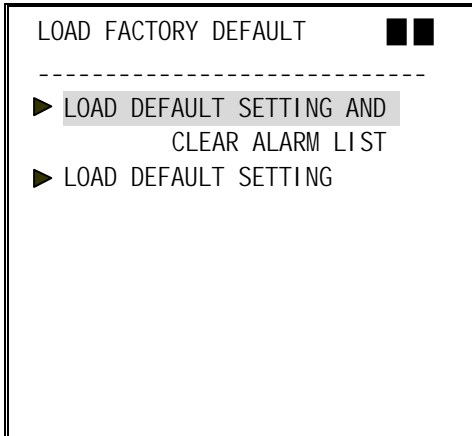 LOAD FACTORY DEFAULT
----------------------------
LOAD DEFAULT SETTING AND
CLEAR ALARM LIST
LOAD DEFAULT SETTING